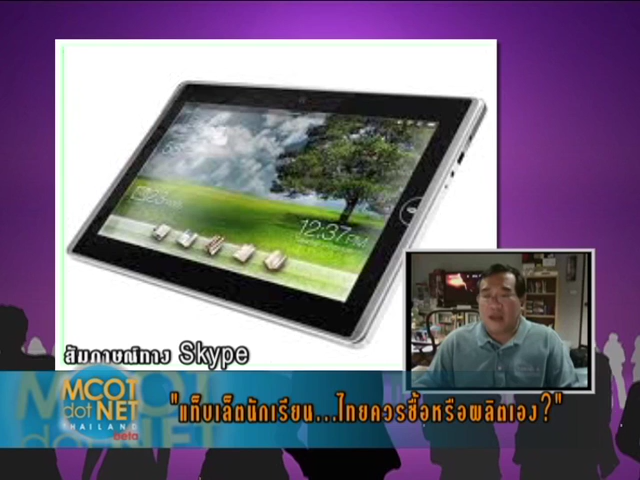 12:37PM
สัมภาษณ์ทาง Skype
MCOT
dot NET
THAILAND
Beta
"แท็บเล็ตนักเรียน...ไทยควรซื้อหรือผลิตเอง?"